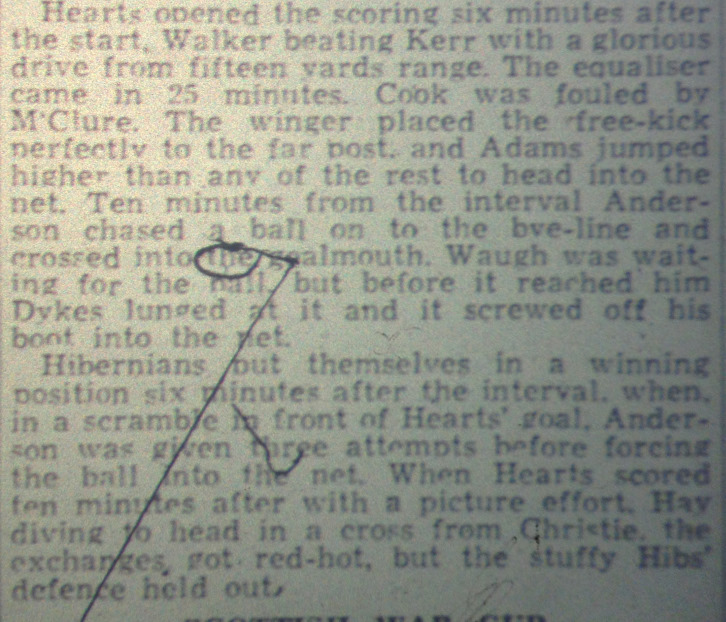 Hearts opened the scoring six minutes after
the start, Walker beating Kerr with a glorious
drive from fifteen yards range. The equaliser
came in 25 minutes. Cook was fouled by
M'Clure. The winger placed the free-kick
perfectly to the far post, and Adams jumped
higher than any of the rest to head into the
net. Ten minutes from the interval Ander-
son chased a ball on to the bye-line and
crossed into the goalmouth. Waugh was wait-
ing for the ball, but before it reached him
Dykes lunged at it and it screwed off his
boot into the net.
Hibernians put themselves in a winning
position six minutes after the interval, when,
in a scramble in front of Hearts' goal, Ander-
son was given three attempts before forcing
the ball into the net. When Hearts scored
ten minutes after with a picture effort, Hay
diving to head in a cross from Christie, the
exchanges got red-hot, but the stuffy Hibs'
defence held out.
SCOTTISH WAR CUP